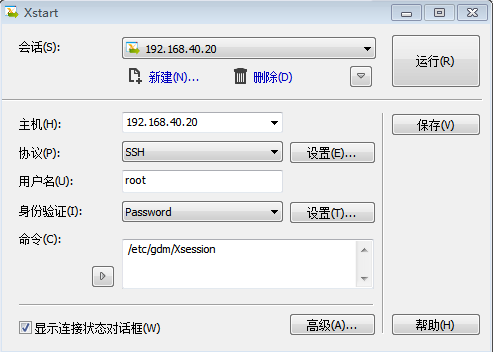 Xstart
会话(S):
192.168.40.20
运行(R)
新建(N)...
删除(D)
主机(H):
192.168.40.20
保存(V)
协议(P):
SSH
设置(E)...
用户名(U):
root
身份验证(I):
Password
设置(T)...
命令(C):
/etc/gdm/Xsession
显示连接状态对话框(W)
高级(A)...
帮助(H)